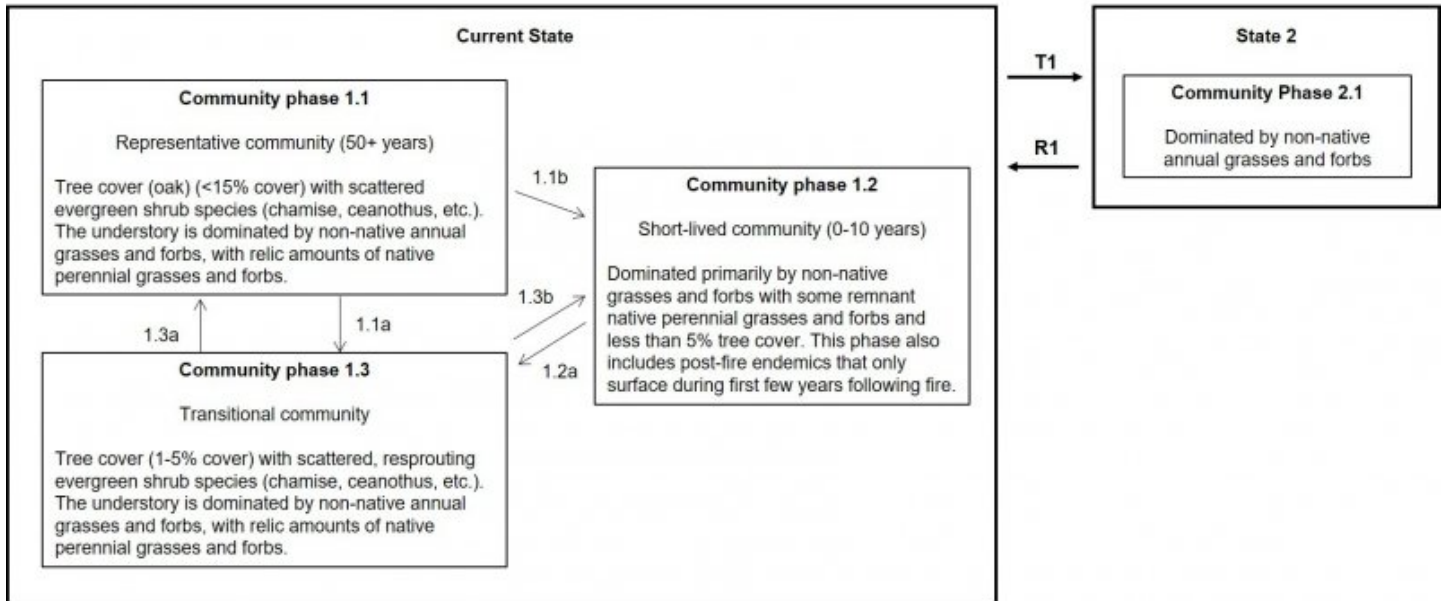 Current State
Community phase 1.1
Representative community (50+ years)
Tree cover (oak) (<15% cover) with scattered
evergreen shrub species (chamise, ceanothus, etc.).
The understory is dominated by non-native annual
grasses and forbs, with relic amounts of native
perennial grasses and forbs.
1.1b
1.3a
1.1a
1.3b
1.2a
Community phase 1.2
Short-lived community (0-10 years)
Dominated primarily by non-native
grasses and forbs with some remnant
native perennial grasses and forbs and
less than 5% tree cover. This phase also
includes post-fire endemics that only
surface during first few years following fire.
Community phase 1.3
Transitional community
Tree cover (1-5% cover) with scattered, resprouting
evergreen shrub species (chamise, ceanothus, etc.).
The understory is dominated by non-native annual
grasses and forbs, with relic amounts of native
perennial grasses and forbs.
T1
R1
State 2
Community Phase 2.1
Dominated by non-native
annual grasses and forbs